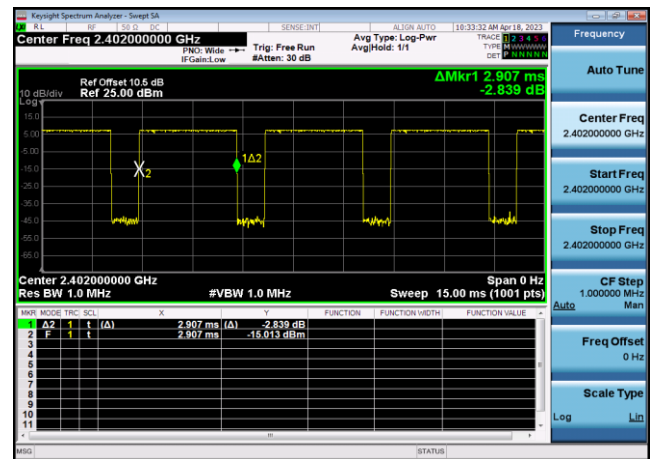 Keysight Spectrum Analyzer - Swept SA
RL RF 50 Ω DC SENSE:INT ALIGN AUTO 10:33:32 AM Apr 18, 2023
Center Freq 2.402000000 GHz
PNO: Wide Trig: Free Run
IFGain:Low #Atten: 30 dB
Avg Type: Log-Pwr
Avg|Hold: 1/1
TRACE 1 2 3 4 5 6
TYPE M WWWWW
DET P N N N N N
Ref Offset 10.5 dB
10 dB/div Ref 25.00 dBm
Log
ΔMkr1 2.907 ms
-2.839 dB
15.0
5.00
-5.00
-15.0
-25.0
-35.0
-45.0
-55.0
-65.0
X2
1Δ2
Center 2.402000000 GHz Span 0 Hz
Res BW 1.0 MHz #VBW 1.0 MHz Sweep 15.00 ms (1001 pts)
MKR MODE TRC SCL X Y FUNCTION FUNCTION WIDTH FUNCTION VALUE
1 Δ2 1 t (Δ) 2.907 ms (Δ) -2.839 dB
2 F 1 t 2.907 ms -15.013 dBm
3
4
5
6
7
8
9
10
11
MSG STATUS
Frequency
Auto Tune
Center Freq
2.402000000 GHz
Start Freq
2.402000000 GHz
Stop Freq
2.402000000 GHz
CF Step
1.000000 MHz
Auto Man
Freq Offset
0 Hz
Scale Type
Log Lin